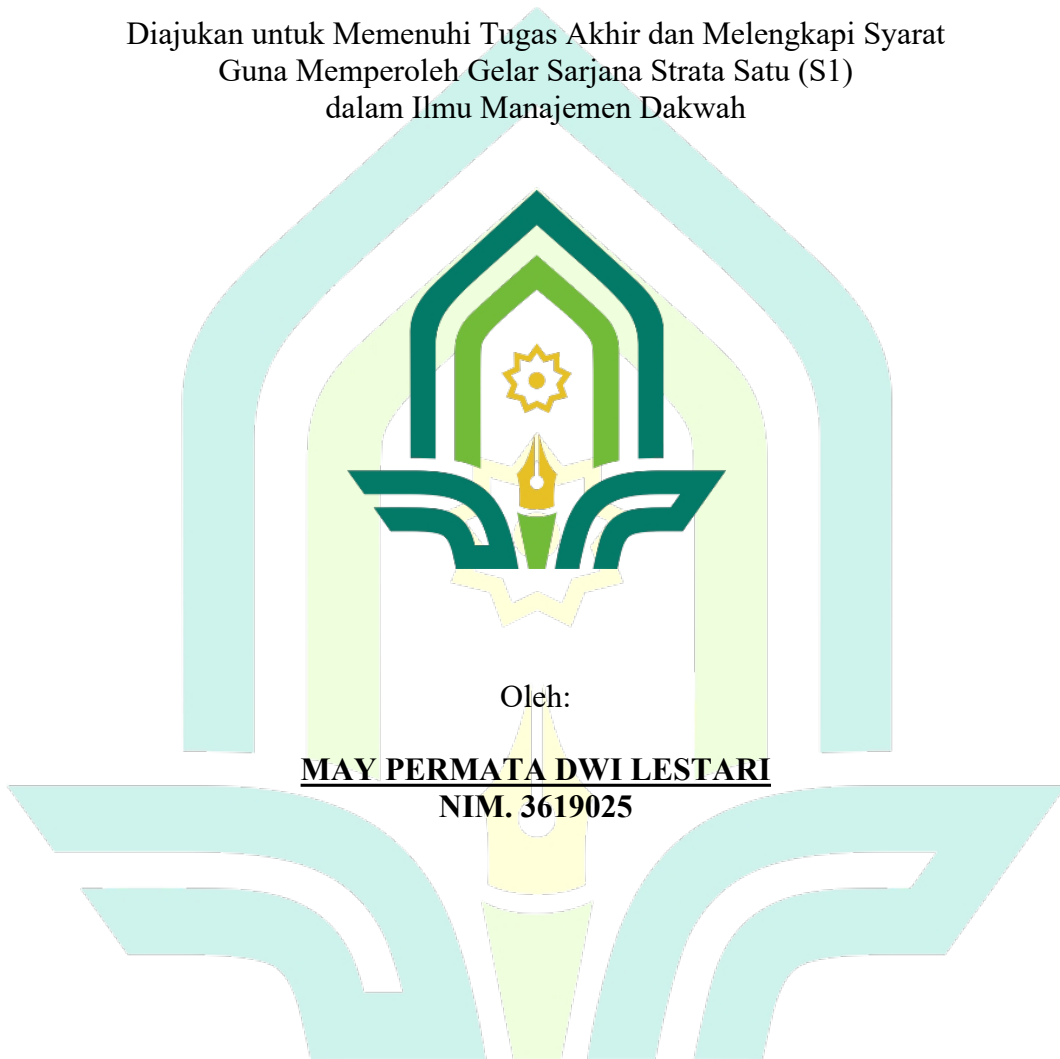 Diajukan untuk Memenuhi Tugas Akhir dan Melengkapi Syarat
Guna Memperoleh Gelar Sarjana Strata Satu (S1)
dalam Ilmu Manajemen Dakwah
Oleh:
MAY PERMATA DWI LESTARI
NIM. 3619025